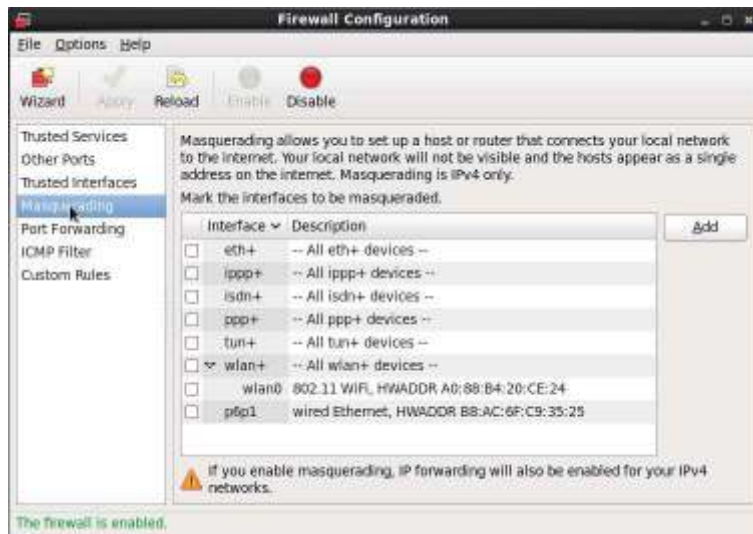 Firewall Configuration
File Options Help
Wizard Apply Reload Enable Disable
Trusted Services
Other Ports
Trusted Interfaces
Masquerading
Port Forwarding
ICMP Filter
Custom Rules
Masquerading allows you to set up a host or router that connects your local network
to the internet. Your local network will not be visible and the hosts appear as a single
address on the internet. Masquerading is IPv4 only.
Mark the interfaces to be masqueraded.
Interface Description
Add
eth+ -- All eth+ devices --
ippp+ -- All ippp+ devices --
isdn+ -- All isdn+ devices --
ppp+ -- All ppp+ devices --
tun+ -- All tun+ devices --
wlan+ -- All wlan+ devices --
wlan0 802.11 WiFi, HWADDR A0:88:B4:20:CE:24
p6p1 wired Ethernet, HWADDR B8:AC:6F:C9:35:25
If you enable masquerading, IP forwarding will also be enabled for your IPv4
networks.
The firewall is enabled.